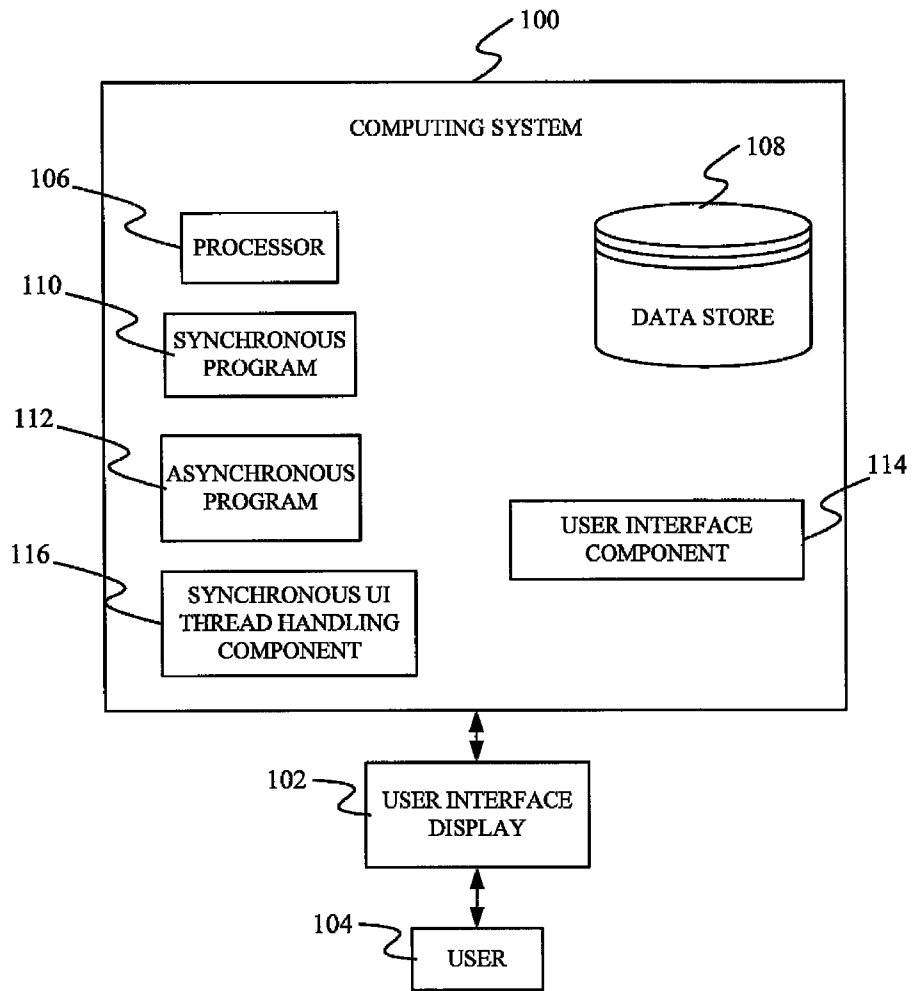 100
COMPUTING SYSTEM
108
106
PROCESSOR
110
DATA STORE
SYNCHRONOUS
PROGRAM
112
114
ASYNCHRONOUS
PROGRAM
USER INTERFACE
COMPONENT
116
SYNCHRONOUS UI
THREAD HANDLING
COMPONENT
102
USER INTERFACE
DISPLAY
104
USER